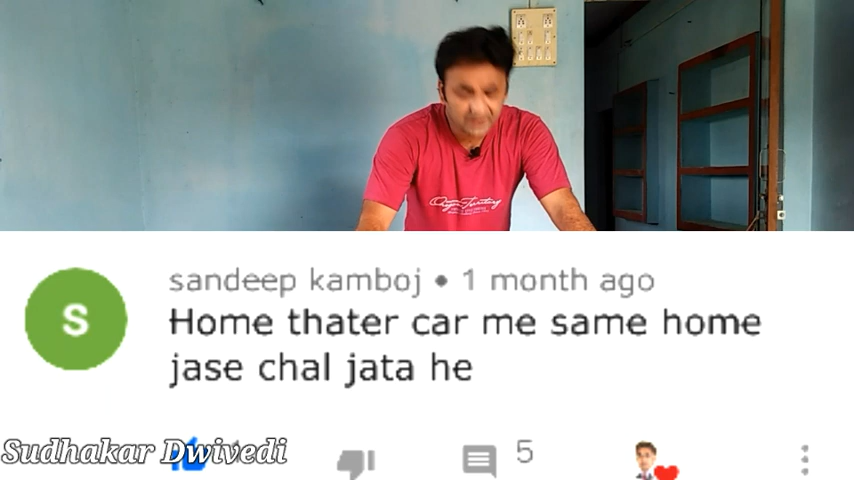 sandeep kamboj • 1 month ago
S
Home thater car me same home
jase chal jata he
5
Sudhakar Dwivedi